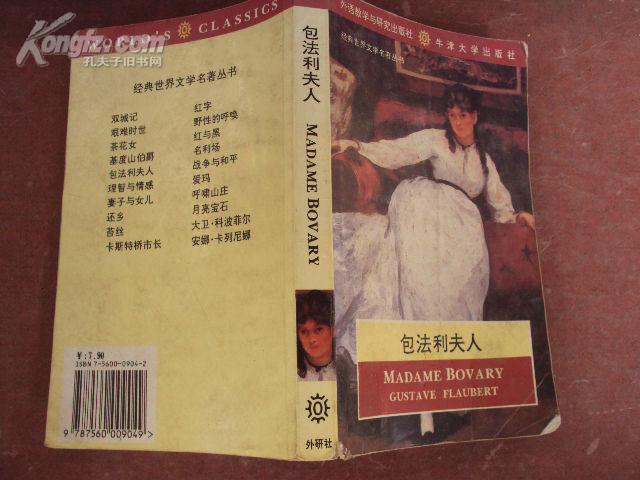 Kongfz.com
孔夫子旧书网
WORLD'S CLASSICS
经典世界文学名著丛书
双城记
艰难时世
茶花女
基度山伯爵
包法利夫人
理智与情感
妻子与女儿
还乡
苔丝
卡斯特桥市长
红字
野性的呼唤
红与黑
名利场
战争与和平
爱玛
呼啸山庄
月亮宝石
大卫·科波菲尔
安娜·卡列尼娜
¥:7.90
ISBN 7-5600-0904-2
9 787560 009049 >
包法利夫人
MADAME BOVARY
外研社
外语教学与研究出版社 牛津大学出版社
经典世界文学名著丛书
包法利夫人
MADAME BOVARY
GUSTAVE FLAUBERT